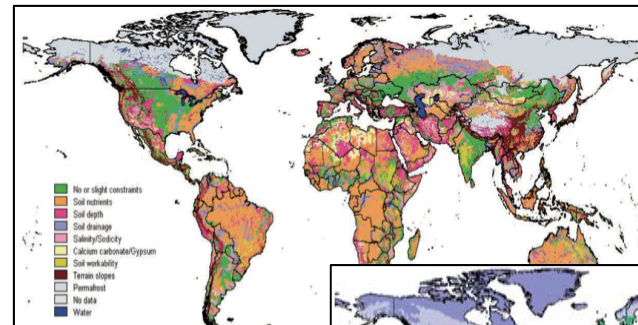 No or slight constraints
Soil nutrients
Soil depth
Soil drainage
Salinity/Sodicity
Calcium carbonate/Gypsum
Soil workability
Terrain slopes
Permafrost
No data
Water